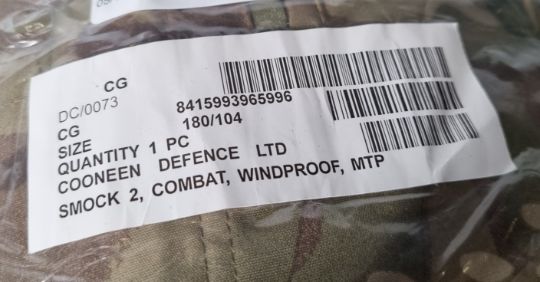 CG
DC/0073
CG 8415993965996
SIZE 180/104
QUANTITY 1 PC
COONEEN DEFENCE LTD
SMOCK 2, COMBAT, WINDPROOF, MTP